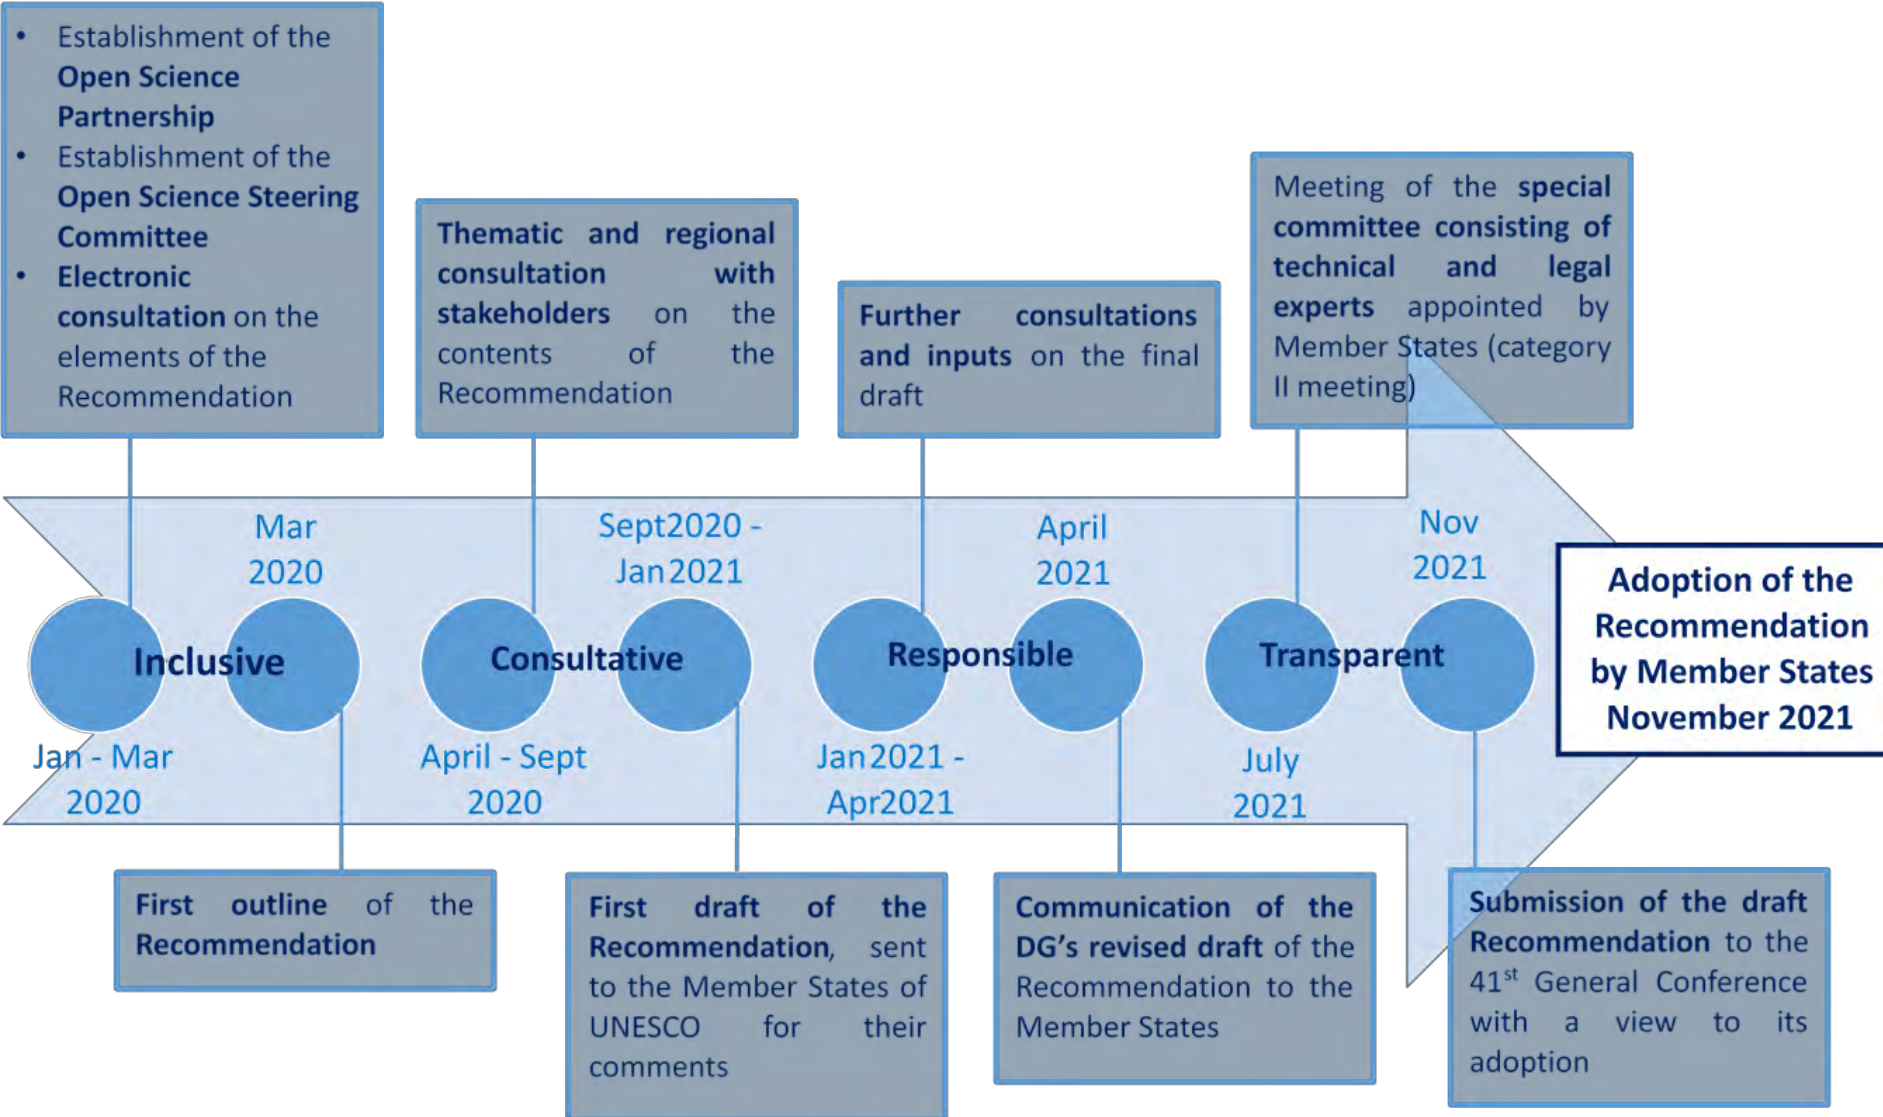 • Establishment of the
Open Science
Partnership
• Establishment of the
Open Science Steering
Committee
• Electronic
consultation on the
elements of the
Recommendation
Thematic and regional
consultation with
stakeholders on the
contents of the
Recommendation
Further consultations
and inputs on the final
draft
Meeting of the special
committee consisting of
technical and legal
experts appointed by
Member States (category
II meeting)
Mar
2020
Sept2020 -
Jan2021
April
2021
Nov
2021
Inclusive
Consultative
Responsible
Transparent
Adoption of the
Recommendation
by Member States
November 2021
Jan - Mar
2020
April - Sept
2020
Jan2021 -
Apr2021
July
2021
First outline of the
Recommendation
First draft of the
Recommendation, sent
to the Member States of
UNESCO for their
comments
Communication of the
DG’s revised draft of the
Recommendation to the
Member States
Submission of the draft
Recommendation to the
41st General Conference
with a view to its
adoption